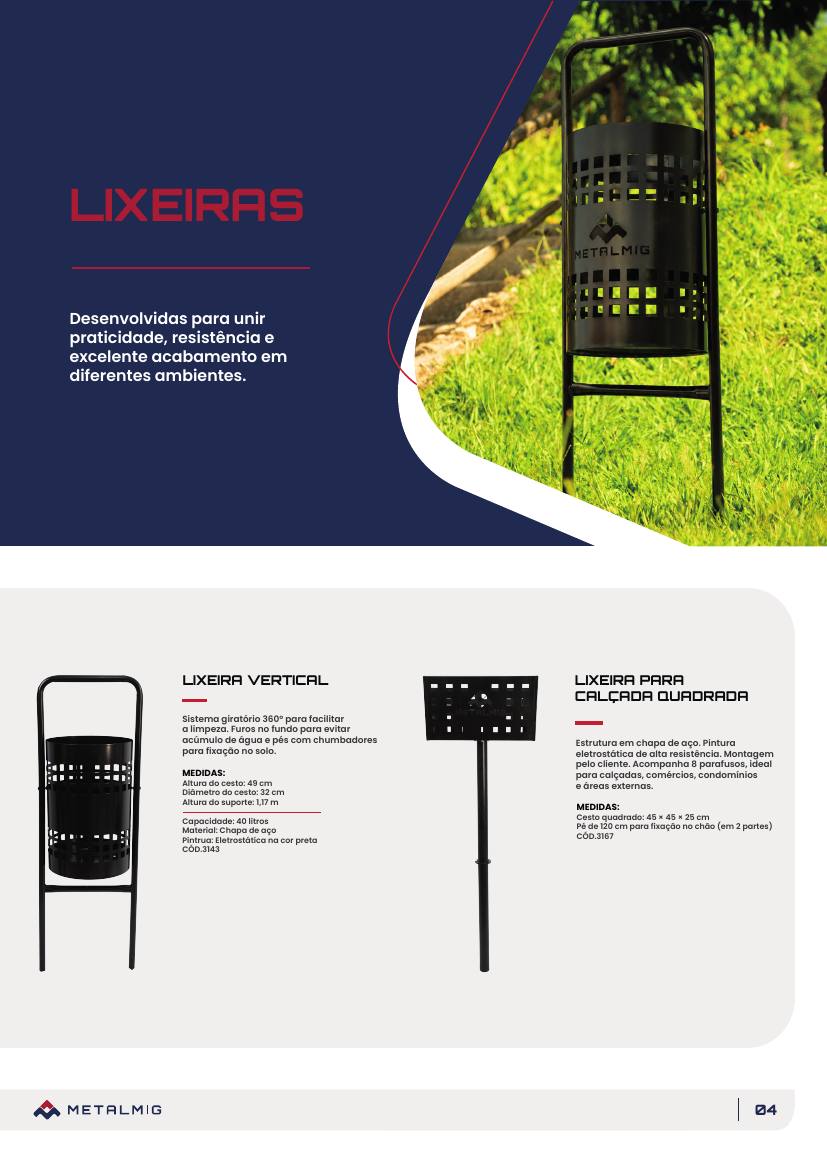 LIXEIRAS
Desenvolvidas para unir
praticidade, resistência e
excelente acabamento em
diferentes ambientes.
METALMIG
LIXEIRA VERTICAL
Sistema giratório 360° para facilitar
a limpeza. Furos no fundo para evitar
acúmulo de água e pés com chumbadores
para fixação no solo.
MEDIDAS:
Altura do cesto: 49 cm
Diâmetro do cesto: 32 cm
Altura do suporte: 1,17 m
Capacidade: 40 litros
Material: Chapa de aço
Pintrua: Eletrostática na cor preta
CÓD.3143
METALMIG
LIXEIRA PARA
CALÇADA QUADRADA
Estrutura em chapa de aço. Pintura
eletrostática de alta resistência. Montagem
pelo cliente. Acompanha 8 parafusos, ideal
para calçadas, comércios, condomínios
e áreas externas.
MEDIDAS:
Cesto quadrado: 45 × 45 × 25 cm
Pé de 120 cm para fixação no chão (em 2 partes)
CÓD.3167
METALMIG
04